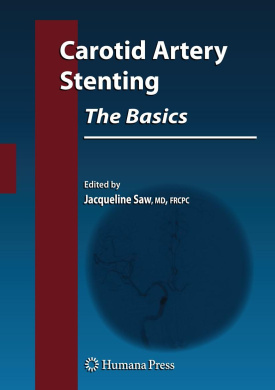 Carotid Artery
Stenting
The Basics
Edited by
Jacqueline Saw, MD, FRCPC
Humana Press